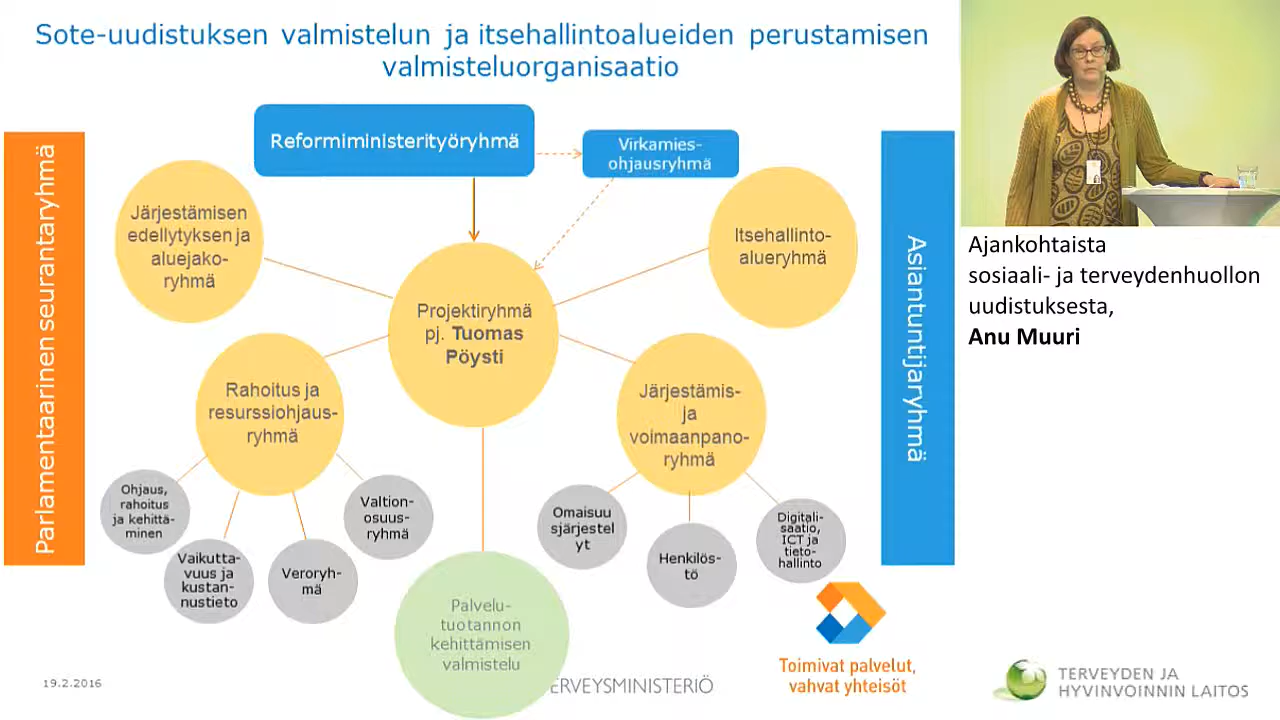 Sote-uudistuksen valmistelun ja itsehallintoalueiden perustamisen
valmisteluorganisaatio
Parlamentaarinen seurantaryhmä
Reformiministerityöryhmä
Virkamies-
ohjausryhmä
Järjestämisen
edellytyksen ja
aluejako-
ryhmä
Itsehallinto-
alueryhmä
Projektiryhmä
pj. Tuomas
Pöysti
Rahoitus ja
resurssiohjaus-
ryhmä
Järjestämis-
ja
voimaanpano-
ryhmä
Ohjaus,
rahoitus
ja kehittä-
minen
Vaikutta-
vuus ja
kustan-
nustieto
Veroryh-
mä
Valtion-
osuus-
ryhmä
Omaisuu
sjärjestel
yt
Henkilös-
tö
Digitali-
saatio,
ICT ja
tieto-
hallinto
Palvelu-
tuotannon
kehittämisen
valmistelu
Asiantuntijaryhmä
Ajankohtaista
sosiaali- ja terveydenhuollon
uudistuksesta,
Anu Muuri
19.2.2016
ERVEYSMINISTERIÖ
Toimivat palvelut,
vahvat yhteisöt
TERVEYDEN JA
HYVINVOINNIN LAITOS